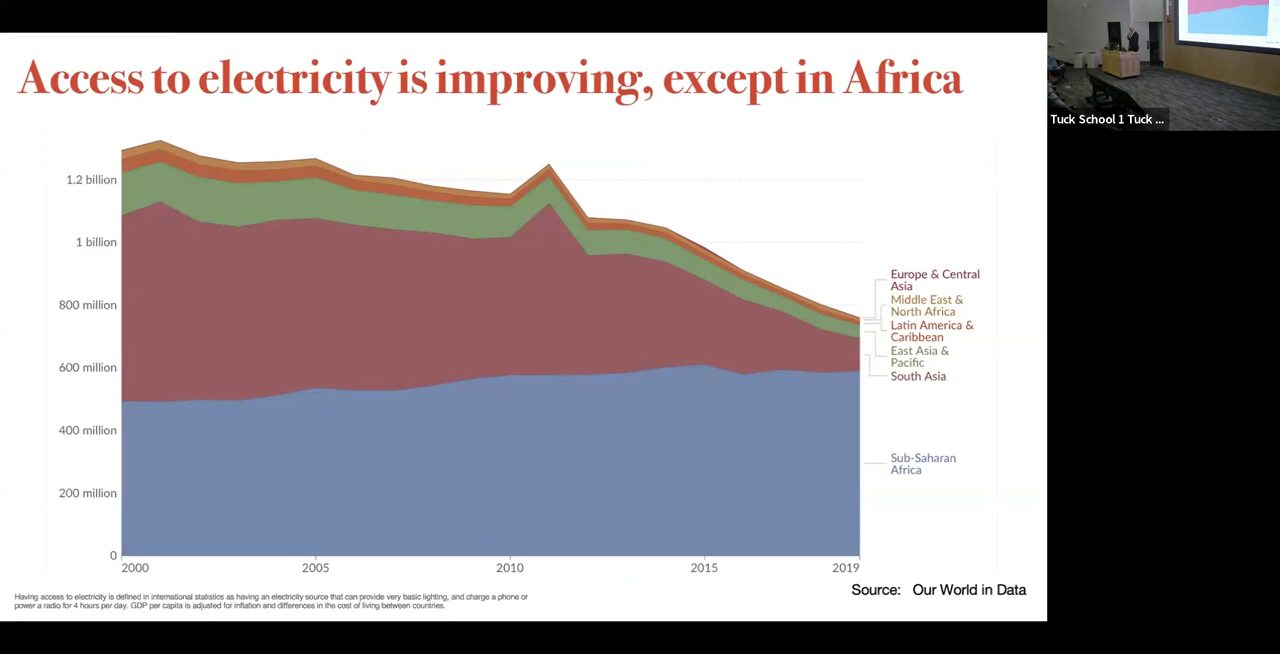 Access to electricity is improving, except in Africa
1.2 billion
1 billion
800 million
600 million
400 million
200 million
0
2000
2005
2010
2015
2019
Europe & Central
Asia
Middle East &
North Africa
Latin America &
Caribbean
East Asia &
Pacific
South Asia
Sub-Saharan
Africa
Having access to electricity is defined in international statistics as having an electricity source that can provide very basic lighting, and charge a phone or
power a radio for 4 hours per day. GDP per capita is adjusted for inflation and differences in the cost of living between countries.
Source: Our World in Data
Tuck School 1 Tuck ...